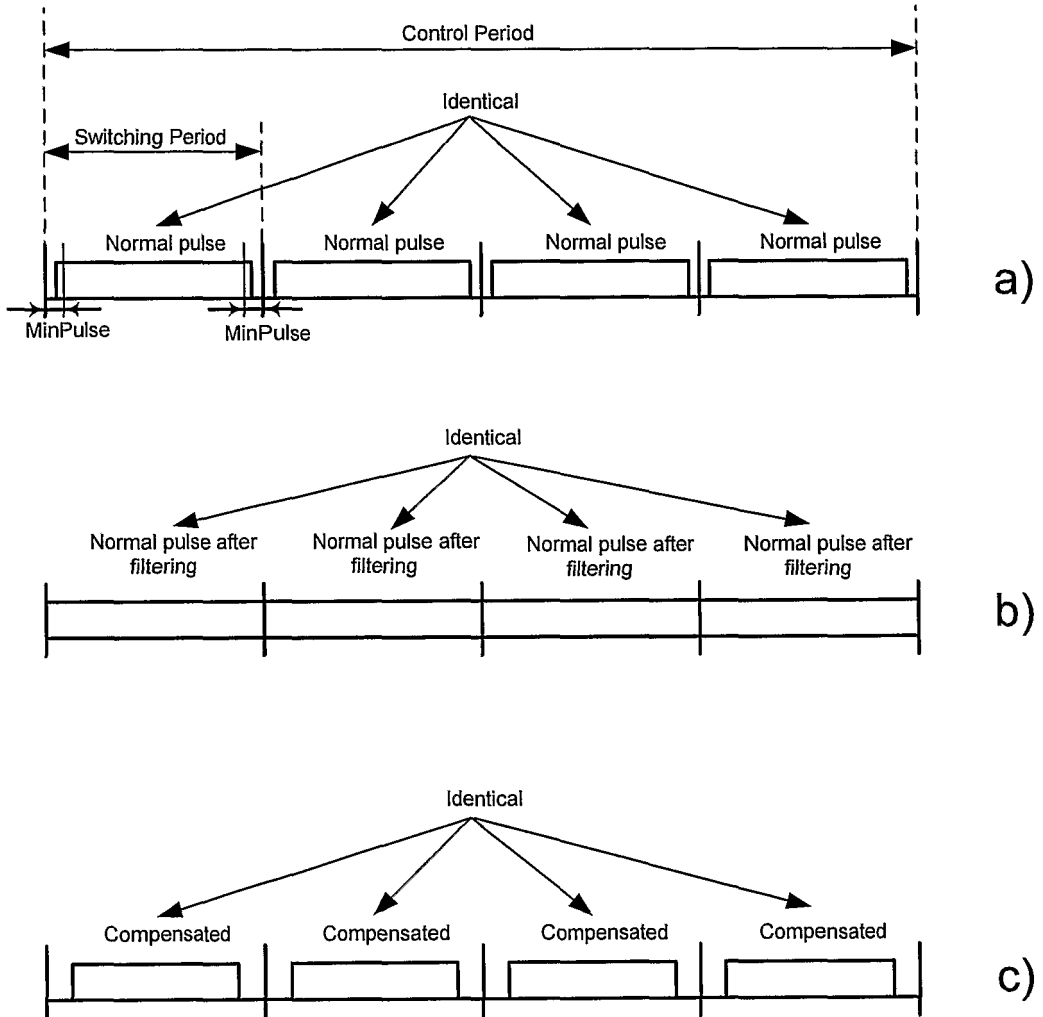 Control Period
Identical
Switching Period
Normal pulse
Normal pulse
Normal pulse
Normal pulse
a)
MinPulse
MinPulse
Identical
Normal pulse after
filtering
Normal pulse after
filtering
Normal pulse after
filtering
Normal pulse after
filtering
b)
Identical
Compensated
Compensated
Compensated
Compensated
c)